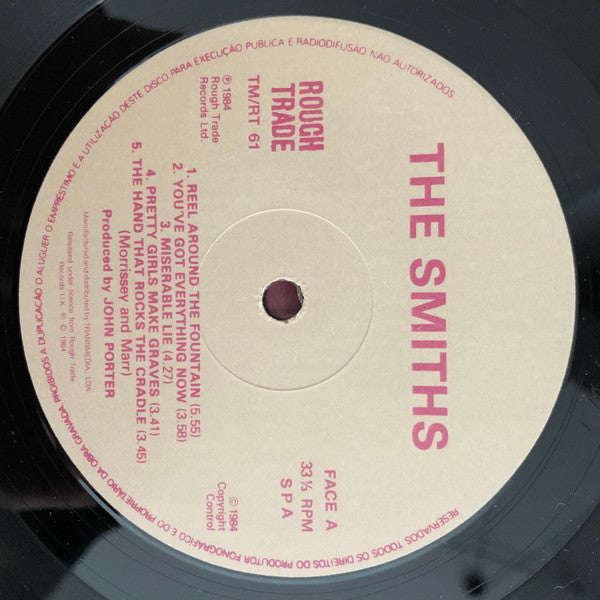 THE SMITHS
ROUGH
TRADE
TM/RT 61
℗ 1984
Rough Trade
Records Ltd.
FACE A
33⅓ RPM
SPA
1. REEL AROUND THE FOUNTAIN (5.55)
2. YOU'VE GOT EVERYTHING NOW (3.58)
3. MISERABLE LIE (4.27)
4. PRETTY GIRLS MAKE GRAVES (3.41)
5. THE HAND THAT ROCKS THE CRADLE (3.45)
(Morrissey and Marr)
Produced by JOHN PORTER
© 1984
Copyright
Control
Manufactured and distributed by TRANSMEDIA, LDA
Released under licence from Rough Trade
Records U.K. ℗ © 1984
RESERVADOS TODOS OS DIREITOS DO PRODUTOR FONOGRÁFICO E DO PROPRIETÁRIO DA OBRA GRAVADA. PROIBIDOS A DUPLICAÇÃO O ALUGUER O EMPRÉSTIMO E A UTILIZAÇÃO DESTE DISCO PARA EXECUÇÃO PUBLICA E RADIODIFUSÃO NÃO AUTORIZADOS